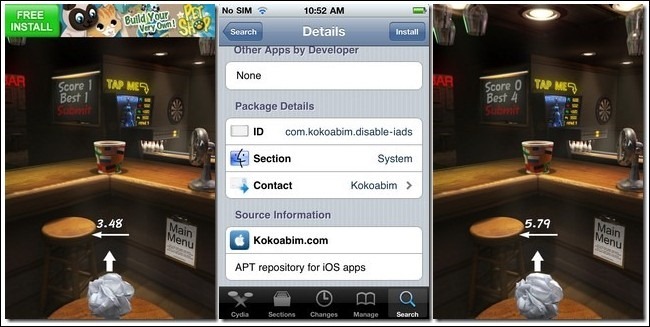 FREE
INSTALL
Build Your
Very Own!
PET
SHOP
BAR
Score 1
Best 1
Submit
TAP ME
3.48
Main
Menu
No SIM
10:52 AM
Search
Details
Install
Other Apps by Developer
None
Package Details
ID
com.kokoabim.disable-iads
Section
System
Contact
Kokoabim
Source Information
Kokoabim.com
APT repository for iOS apps
Cydia
Sections
Changes
Manage
Search
Score 0
Best 4
Submit
TAP ME
5.79
Main
Menu